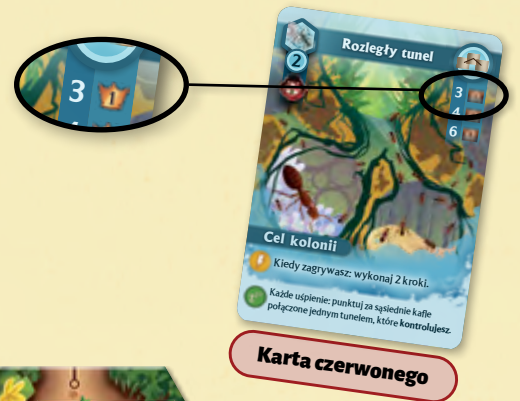 Rozległy tunel
2
3
4
6
3
1
Cel kolonii
Kiedy zagrywasz: wykonaj 2 kroki.
Każde uśpienie: punktuj za sąsiednie kafle
połączone jednym tunelem, które kontrolujesz.
Karta czerwonego